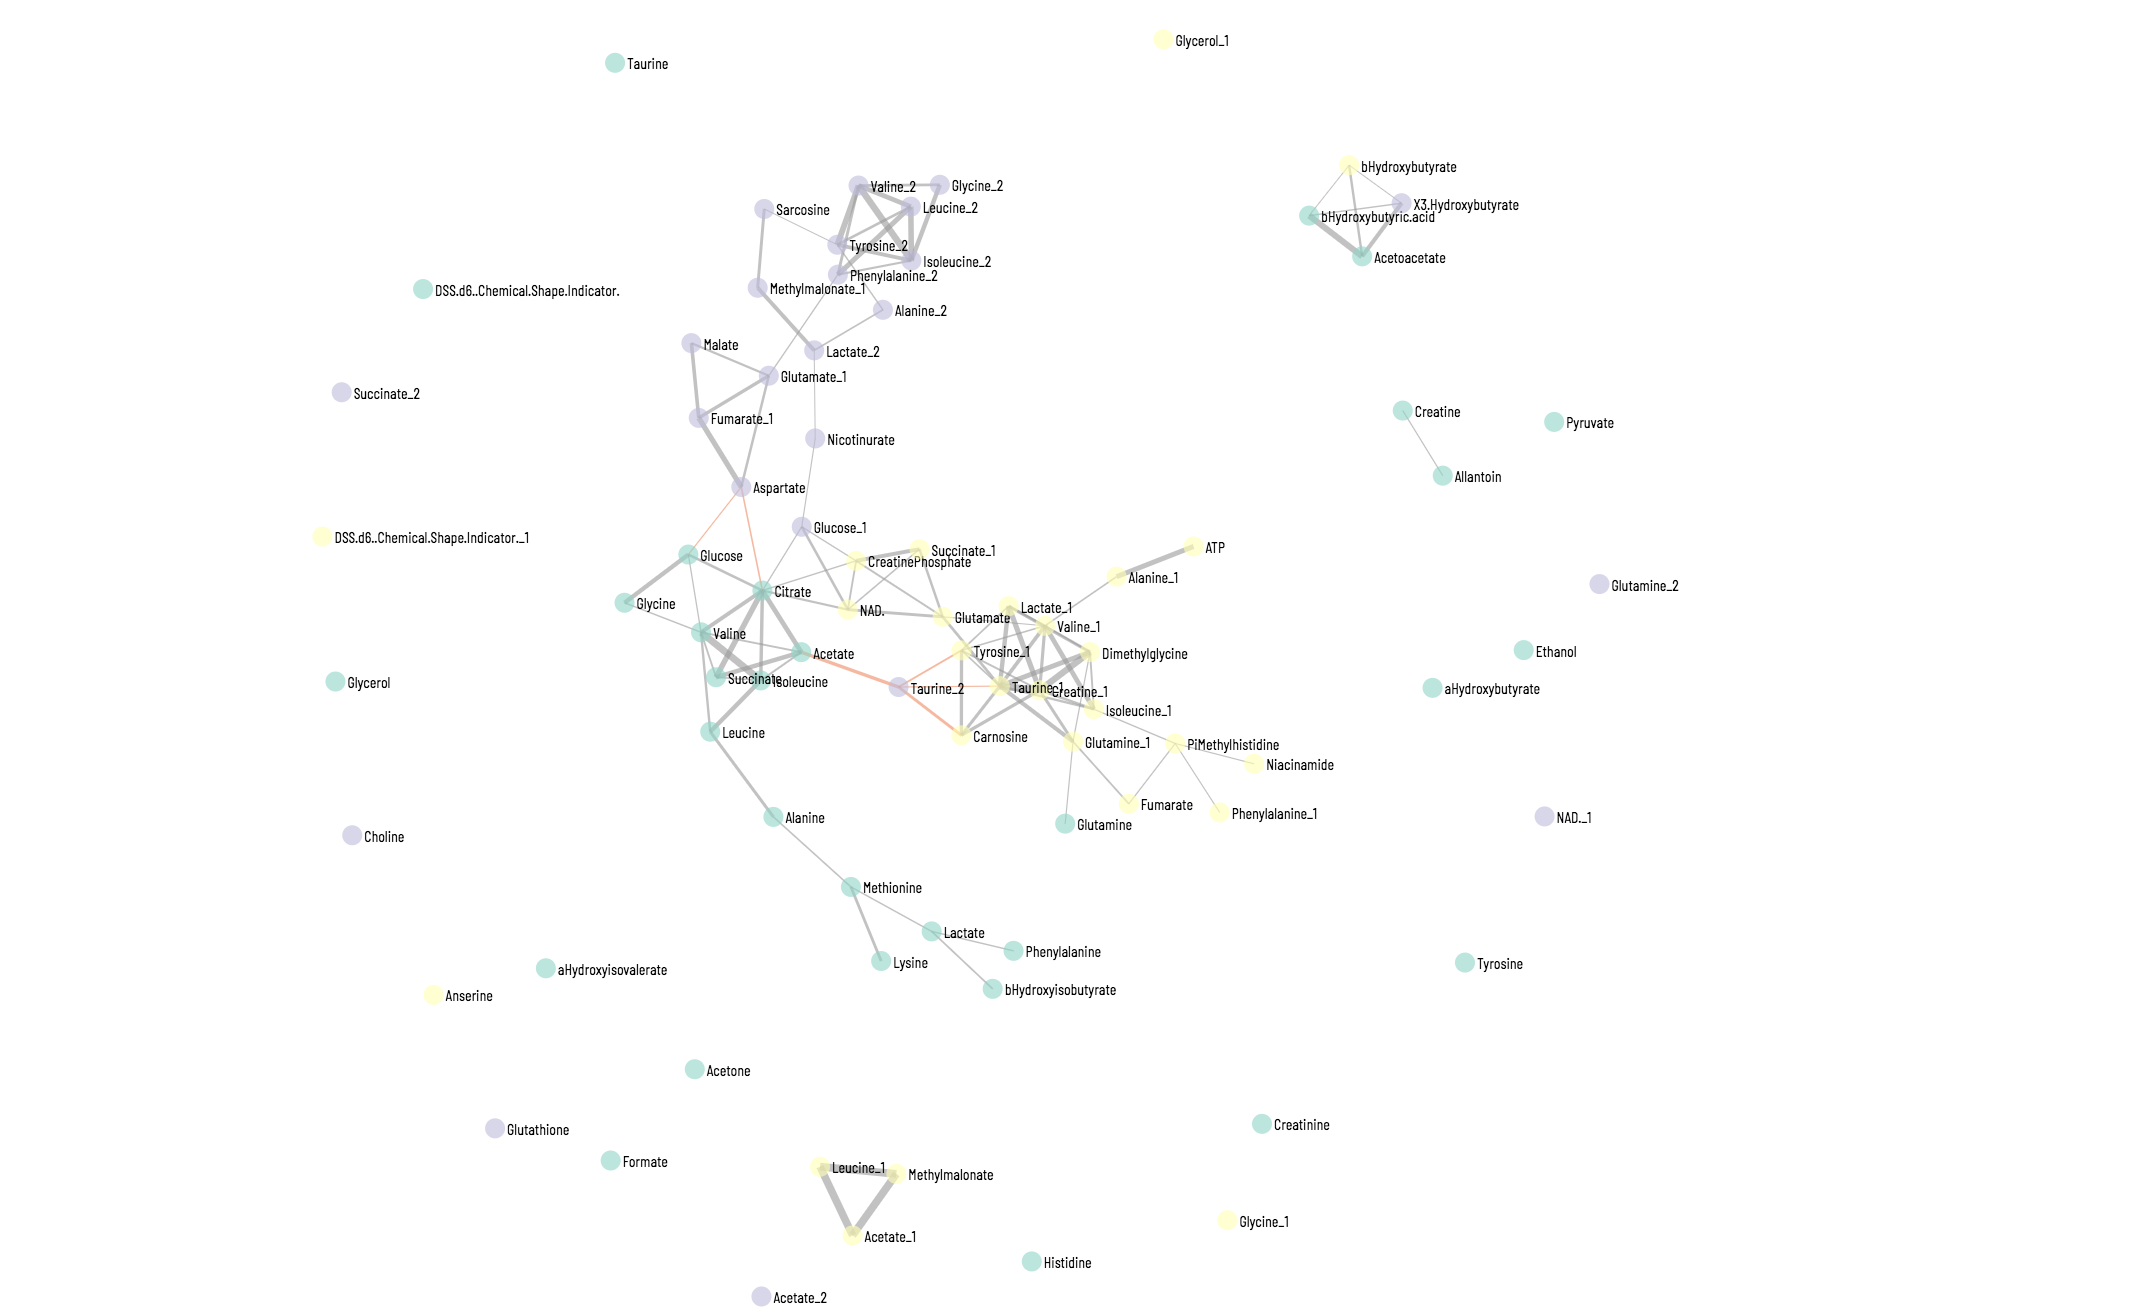 Glycerol_1
Taurine
bHydroxybutyrate
Valine_2
Glycine_2
X3.Hydroxybutyrate
Leucine_2
Sarcosine
bHydroxybutyric.acid
Tyrosine_2
Acetoacetate
Isoleucine_2
Phenylalanine_2
Methylmalonate_1
DSS.d6..Chemical.Shape.Indicator.
Alanine_2
Malate
Lactate_2
Glutamate_1
Succinate_2
Creatine
Fumarate_1
Pyruvate
Nicotinurate
Allantoin
Aspartate
Glucose_1
DSS.d6..Chemical.Shape.Indicator._1
ATP
Succinate_1
Glucose
CreatinePhosphate
Alanine_1
Glutamine_2
Citrate
Glycine
Lactate_1
NAD.
Glutamate
Valine_1
Valine
Ethanol
Tyrosine_1
Acetate
Dimethylglycine
Succinate
Isoleucine
Glycerol
Taurine_2
Taurine_1
aHydroxybutyrate
Creatine_1
Isoleucine_1
Leucine
Carnosine
Glutamine_1
PiMethylhistidine
Niacinamide
Fumarate
Phenylalanine_1
Alanine
NAD._1
Glutamine
Choline
Methionine
Lactate
Phenylalanine
Lysine
Tyrosine
aHydroxyisovalerate
bHydroxyisobutyrate
Anserine
Acetone
Creatinine
Glutathione
Formate
Leucine_1
Methylmalonate
Glycine_1
Acetate_1
Histidine
Acetate_2